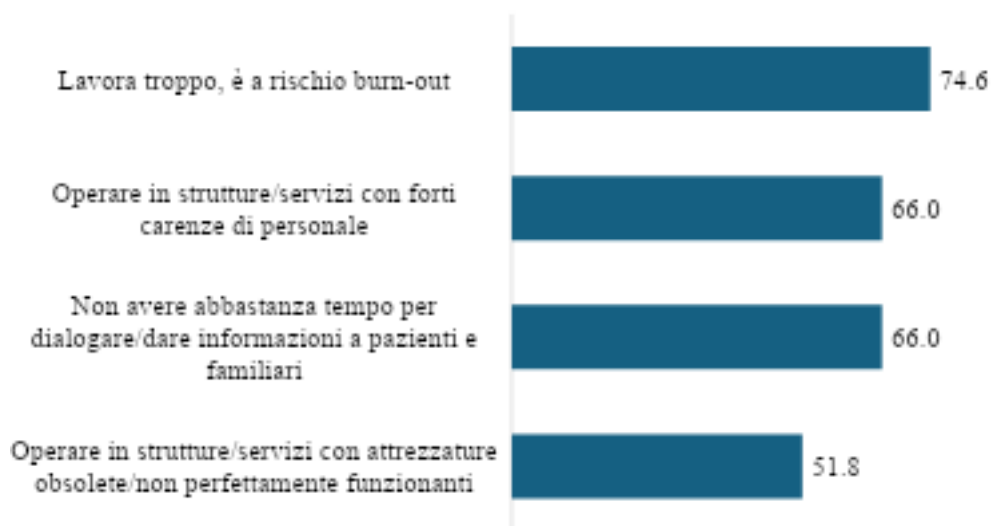 Lavora troppo, è a rischio burn-out
74.6
Operare in strutture/servizi con forti
carenze di personale
66.0
Non avere abbastanza tempo per
dialogare/dare informazioni a pazienti e
familiari
66.0
Operare in strutture/servizi con attrezzature
obsolete/non perfettamente funzionanti
51.8